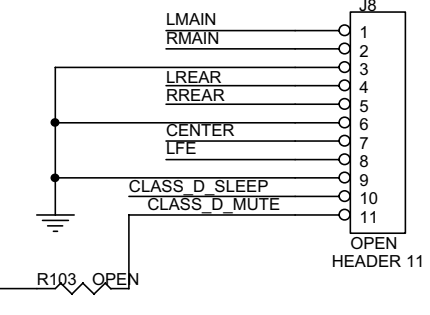 J8
LMAIN
1
RMAIN
2
3
LREAR
4
RREAR
5
6
CENTER
7
LFE
8
9
CLASS_D_SLEEP
10
CLASS_D_MUTE
11
OPEN
HEADER 11
R103 OPEN